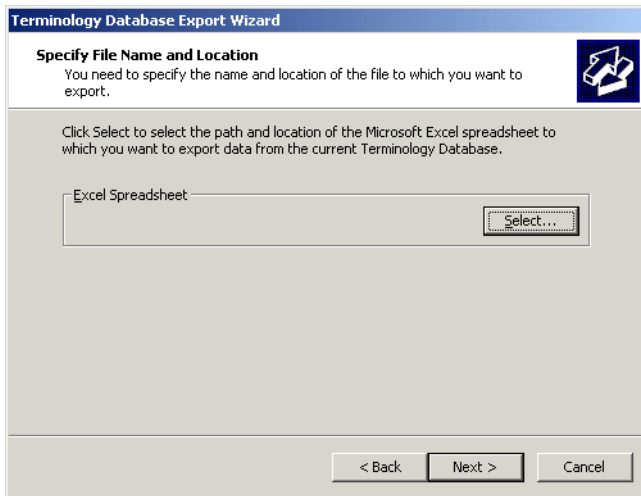 Terminology Database Export Wizard
Specify File Name and Location
You need to specify the name and location of the file to which you want to
export.
Click Select to select the path and location of the Microsoft Excel spreadsheet to
which you want to export data from the current Terminology Database.
Excel Spreadsheet
Select...
< Back Next > Cancel